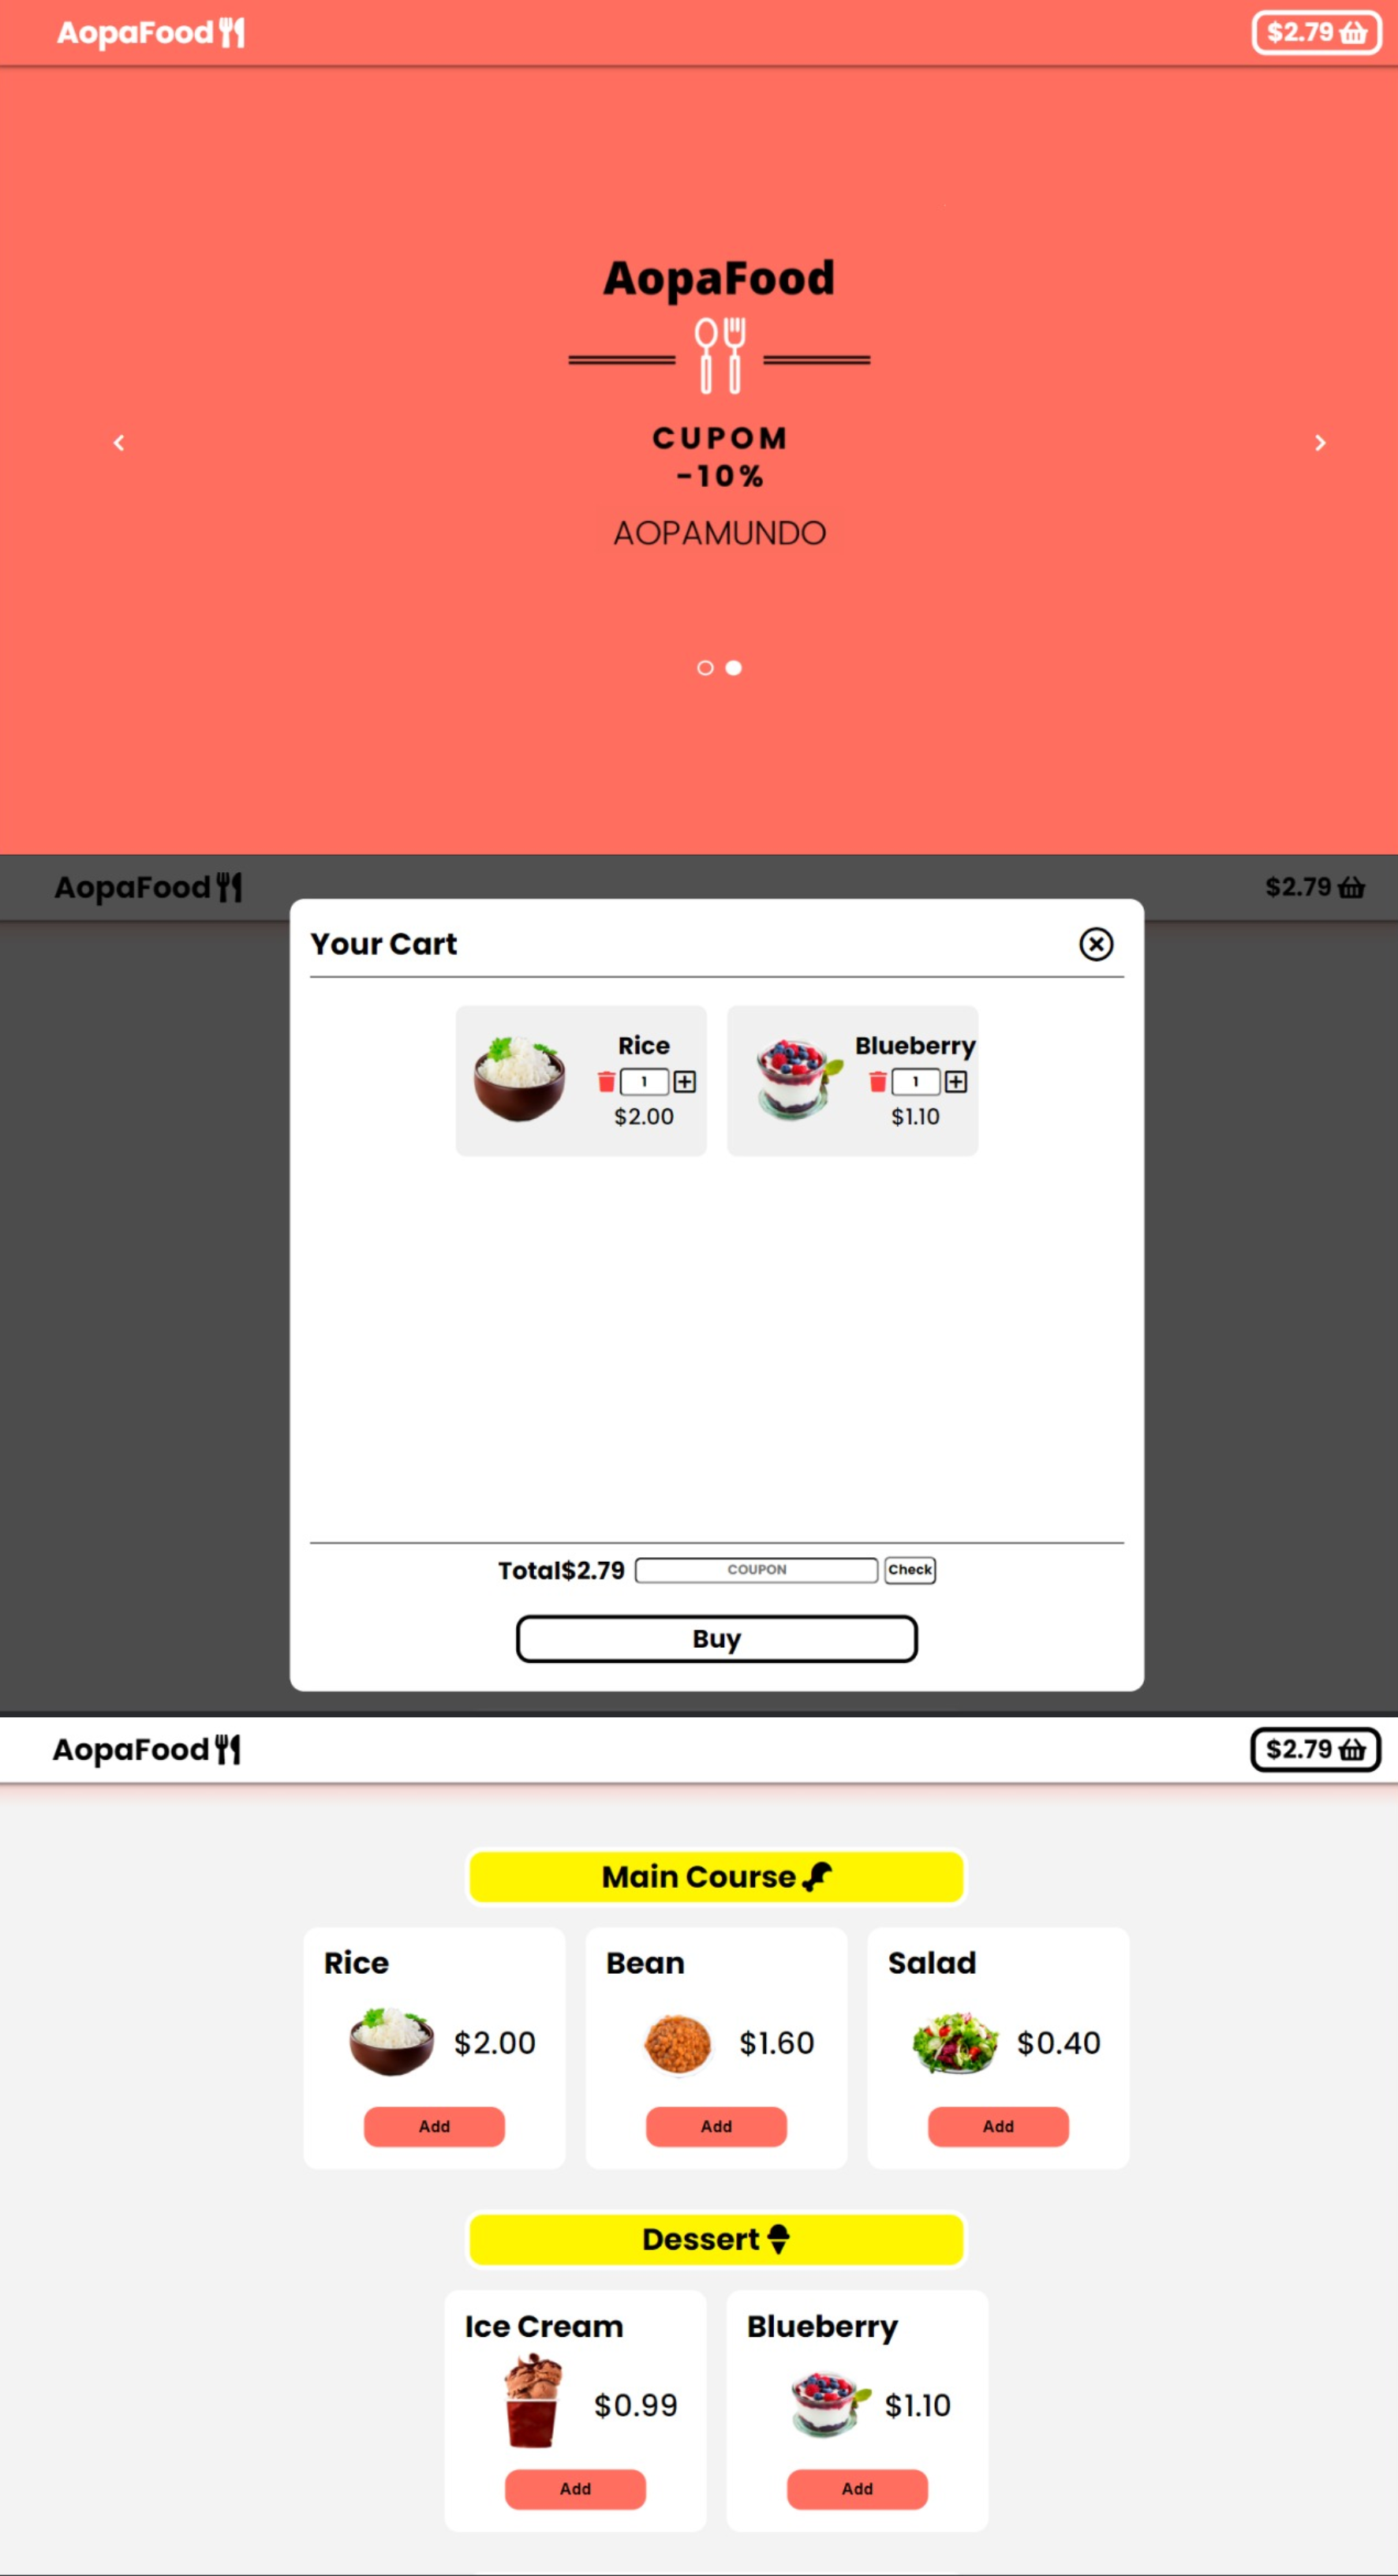 AopaFood $2.79
AopaFood
CUPOM
-10%
AOPAMUNDO
AopaFood $2.79
Your Cart
Rice Blueberry
1 1
$2.00 $1.10
Total$2.79 COUPON Check
Buy
AopaFood $2.79
Main Course
Rice Bean Salad
$2.00 $1.60 $0.40
Add Add Add
Dessert
Ice Cream Blueberry
$0.99 $1.10
Add Add